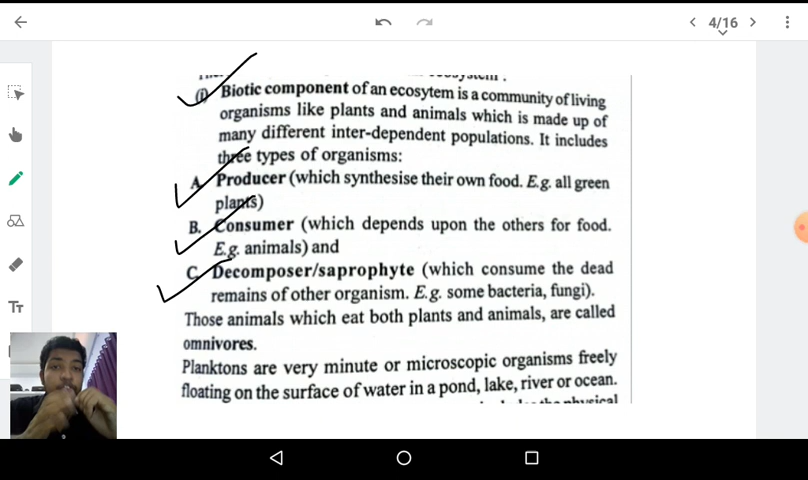 4/16
(i) Biotic component of an ecosytem is a community of living
organisms like plants and animals which is made up of
many different inter-dependent populations. It includes
three types of organisms:
A. Producer (which synthesise their own food. E.g. all green
plants)
B. Consumer (which depends upon the others for food.
E.g. animals) and
C. Decomposer/saprophyte (which consume the dead
remains of other organism. E.g. some bacteria, fungi).
Those animals which eat both plants and animals, are called
omnivores.
Planktons are very minute or microscopic organisms freely
floating on the surface of water in a pond, lake, river or ocean.
the physical
Tт